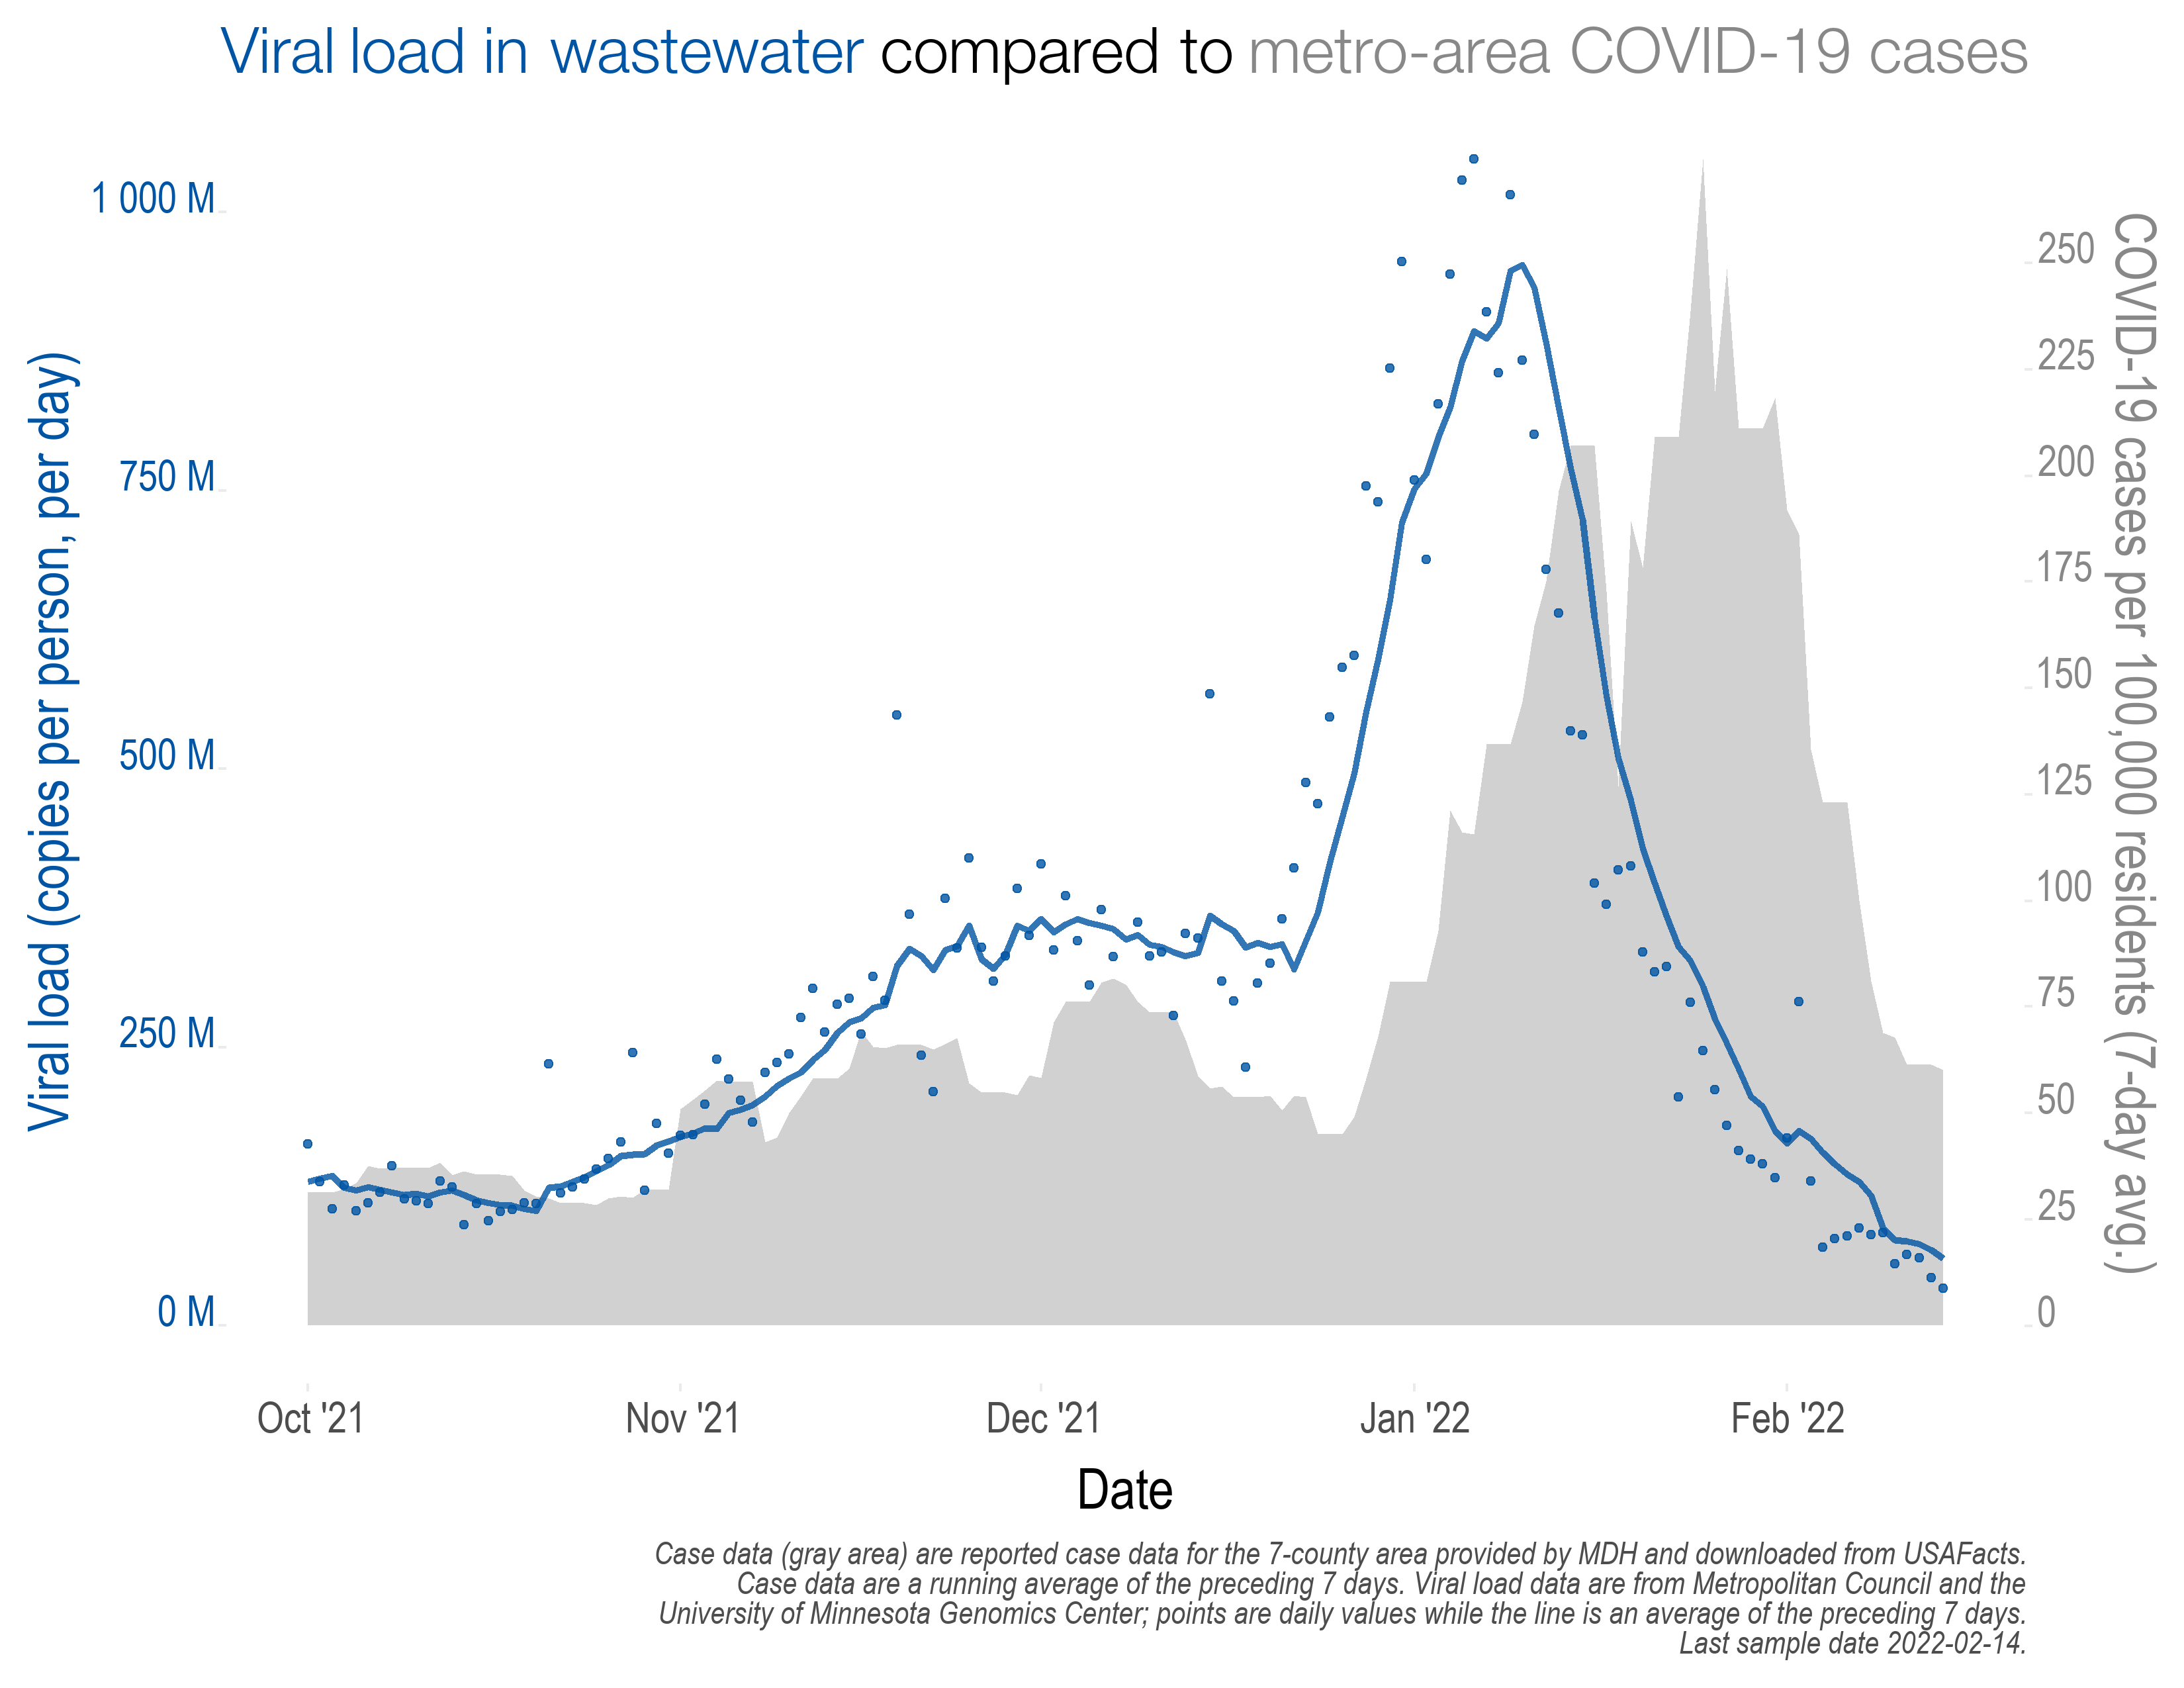 Viral load in wastewater compared to metro-area COVID-19 cases
Viral load (copies per person, per day)
1 000 M
750 M
500 M
250 M
0 M
250
225
200
175
150
125
100
75
50
25
0
COVID-19 cases per 100,000 residents (7-day avg.)
Oct '21
Nov '21
Dec '21
Jan '22
Feb '22
Date
Case data (gray area) are reported case data for the 7-county area provided by MDH and downloaded from USAFacts.
Case data are a running average of the preceding 7 days. Viral load data are from Metropolitan Council and the
University of Minnesota Genomics Center; points are daily values while the line is an average of the preceding 7 days.
Last sample date 2022-02-14.